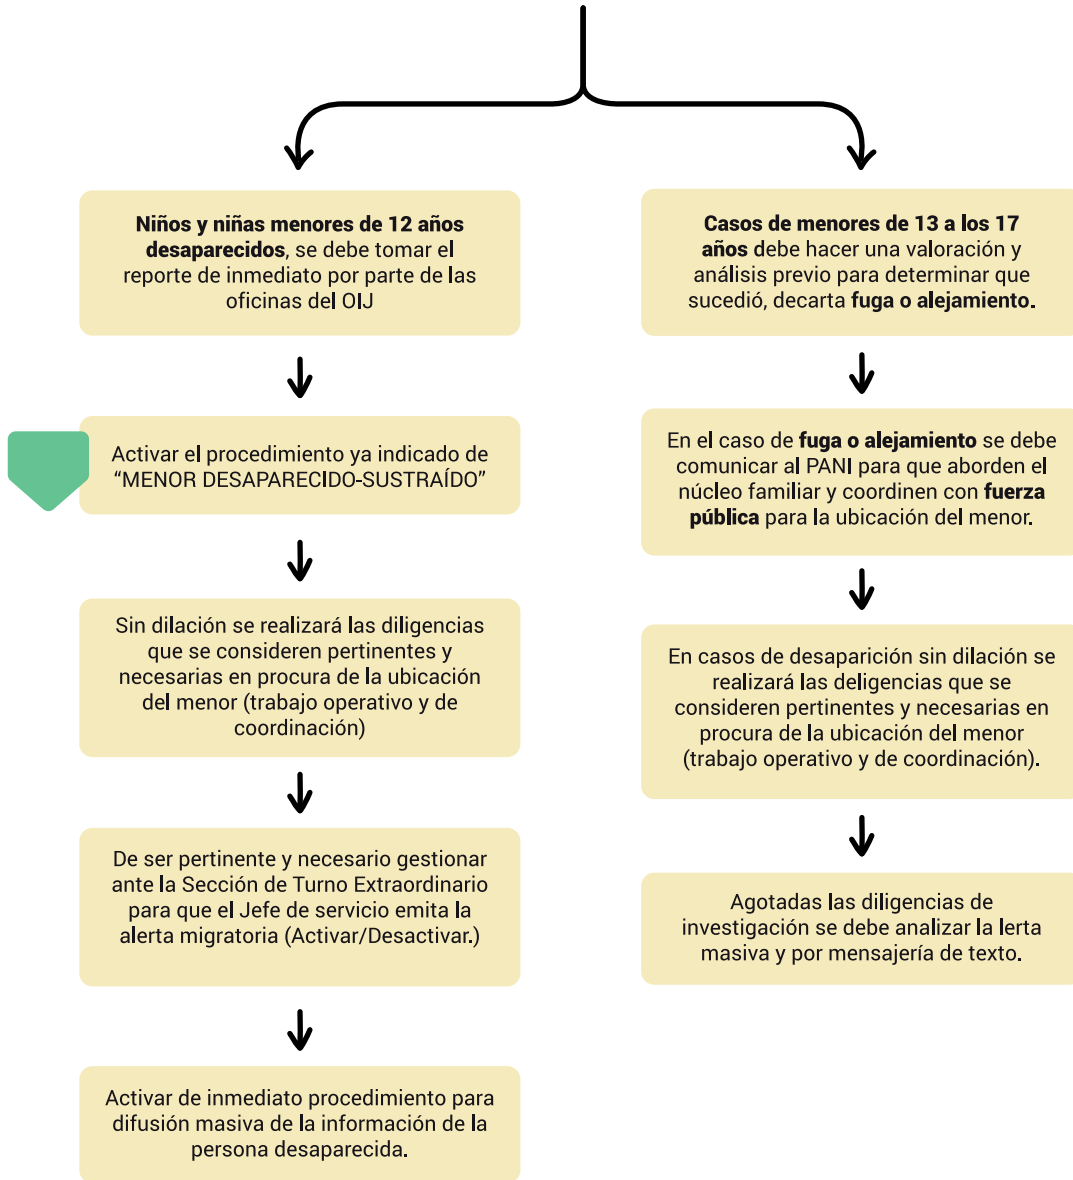 Niños y niñas menores de 12 años
desaparecidos, se debe tomar el
reporte de inmediato por parte de las
oficinas del OIJ
Activar el procedimiento ya indicado de
“MENOR DESAPARECIDO-SUSTRAÍDO”
Sin dilación se realizará las diligencias
que se consideren pertinentes y
necesarias en procura de la ubicación
del menor (trabajo operativo y de
coordinación)
De ser pertinente y necesario gestionar
ante la Sección de Turno Extraordinario
para que el Jefe de servicio emita la
alerta migratoria (Activar/Desactivar.)
Activar de inmediato procedimiento para
difusión masiva de la información de la
persona desaparecida.
Casos de menores de 13 a los 17
años debe hacer una valoración y
análisis previo para determinar que
sucedió, decarta fuga o alejamiento.
En el caso de fuga o alejamiento se debe
comunicar al PANI para que aborden el
núcleo familiar y coordinen con fuerza
pública para la ubicación del menor.
En casos de desaparición sin dilación se
realizará las deligencias que se
consideren pertinentes y necesarias en
procura de la ubicación del menor
(trabajo operativo y de coordinación).
Agotadas las diligencias de
investigación se debe analizar la lerta
masiva y por mensajería de texto.